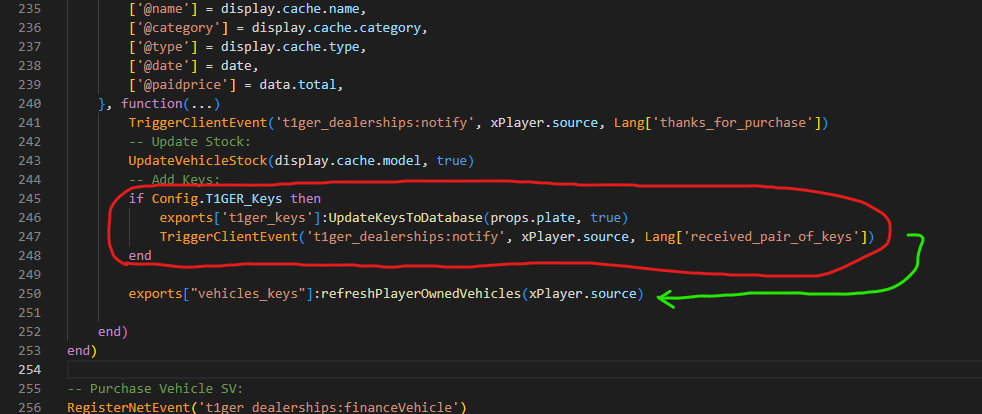 235 ['@name'] = display.cache.name,
236 ['@category'] = display.cache.category,
237 ['@type'] = display.cache.type,
238 ['@date'] = date,
239 ['@paidprice'] = data.total,
240 }, function(...)
241 TriggerClientEvent('t1ger_dealerships:notify', xPlayer.source, Lang['thanks_for_purchase'])
242 -- Update Stock:
243 UpdateVehicleStock(display.cache.model, true)
244 -- Add Keys:
245 if Config.T1GER_Keys then
246 exports['t1ger_keys']:UpdateKeysToDatabase(props.plate, true)
247 TriggerClientEvent('t1ger_dealerships:notify', xPlayer.source, Lang['received_pair_of_keys'])
248 end
249
250 exports["vehicles_keys"]:refreshPlayerOwnedVehicles(xPlayer.source)
251
252 end)
253 end)
254
255 -- Purchase Vehicle SV:
256 RegisterNetEvent('t1ger_dealerships:financeVehicle')